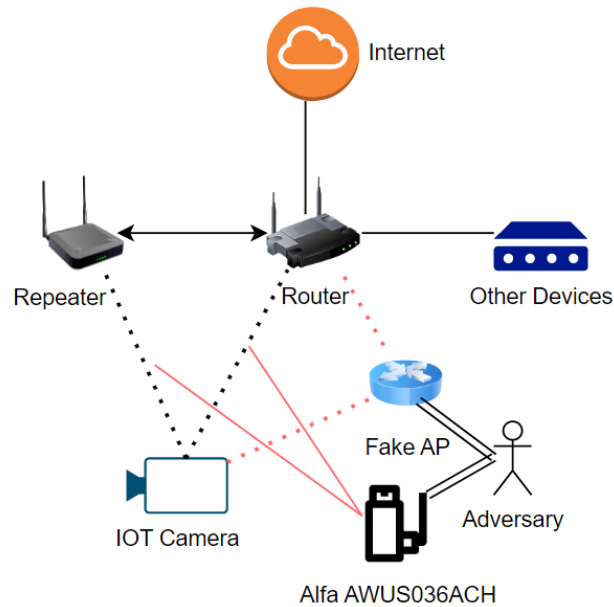 Internet
Repeater
Router
Other Devices
Fake AP
Adversary
IOT Camera
Alfa AWUS036ACH